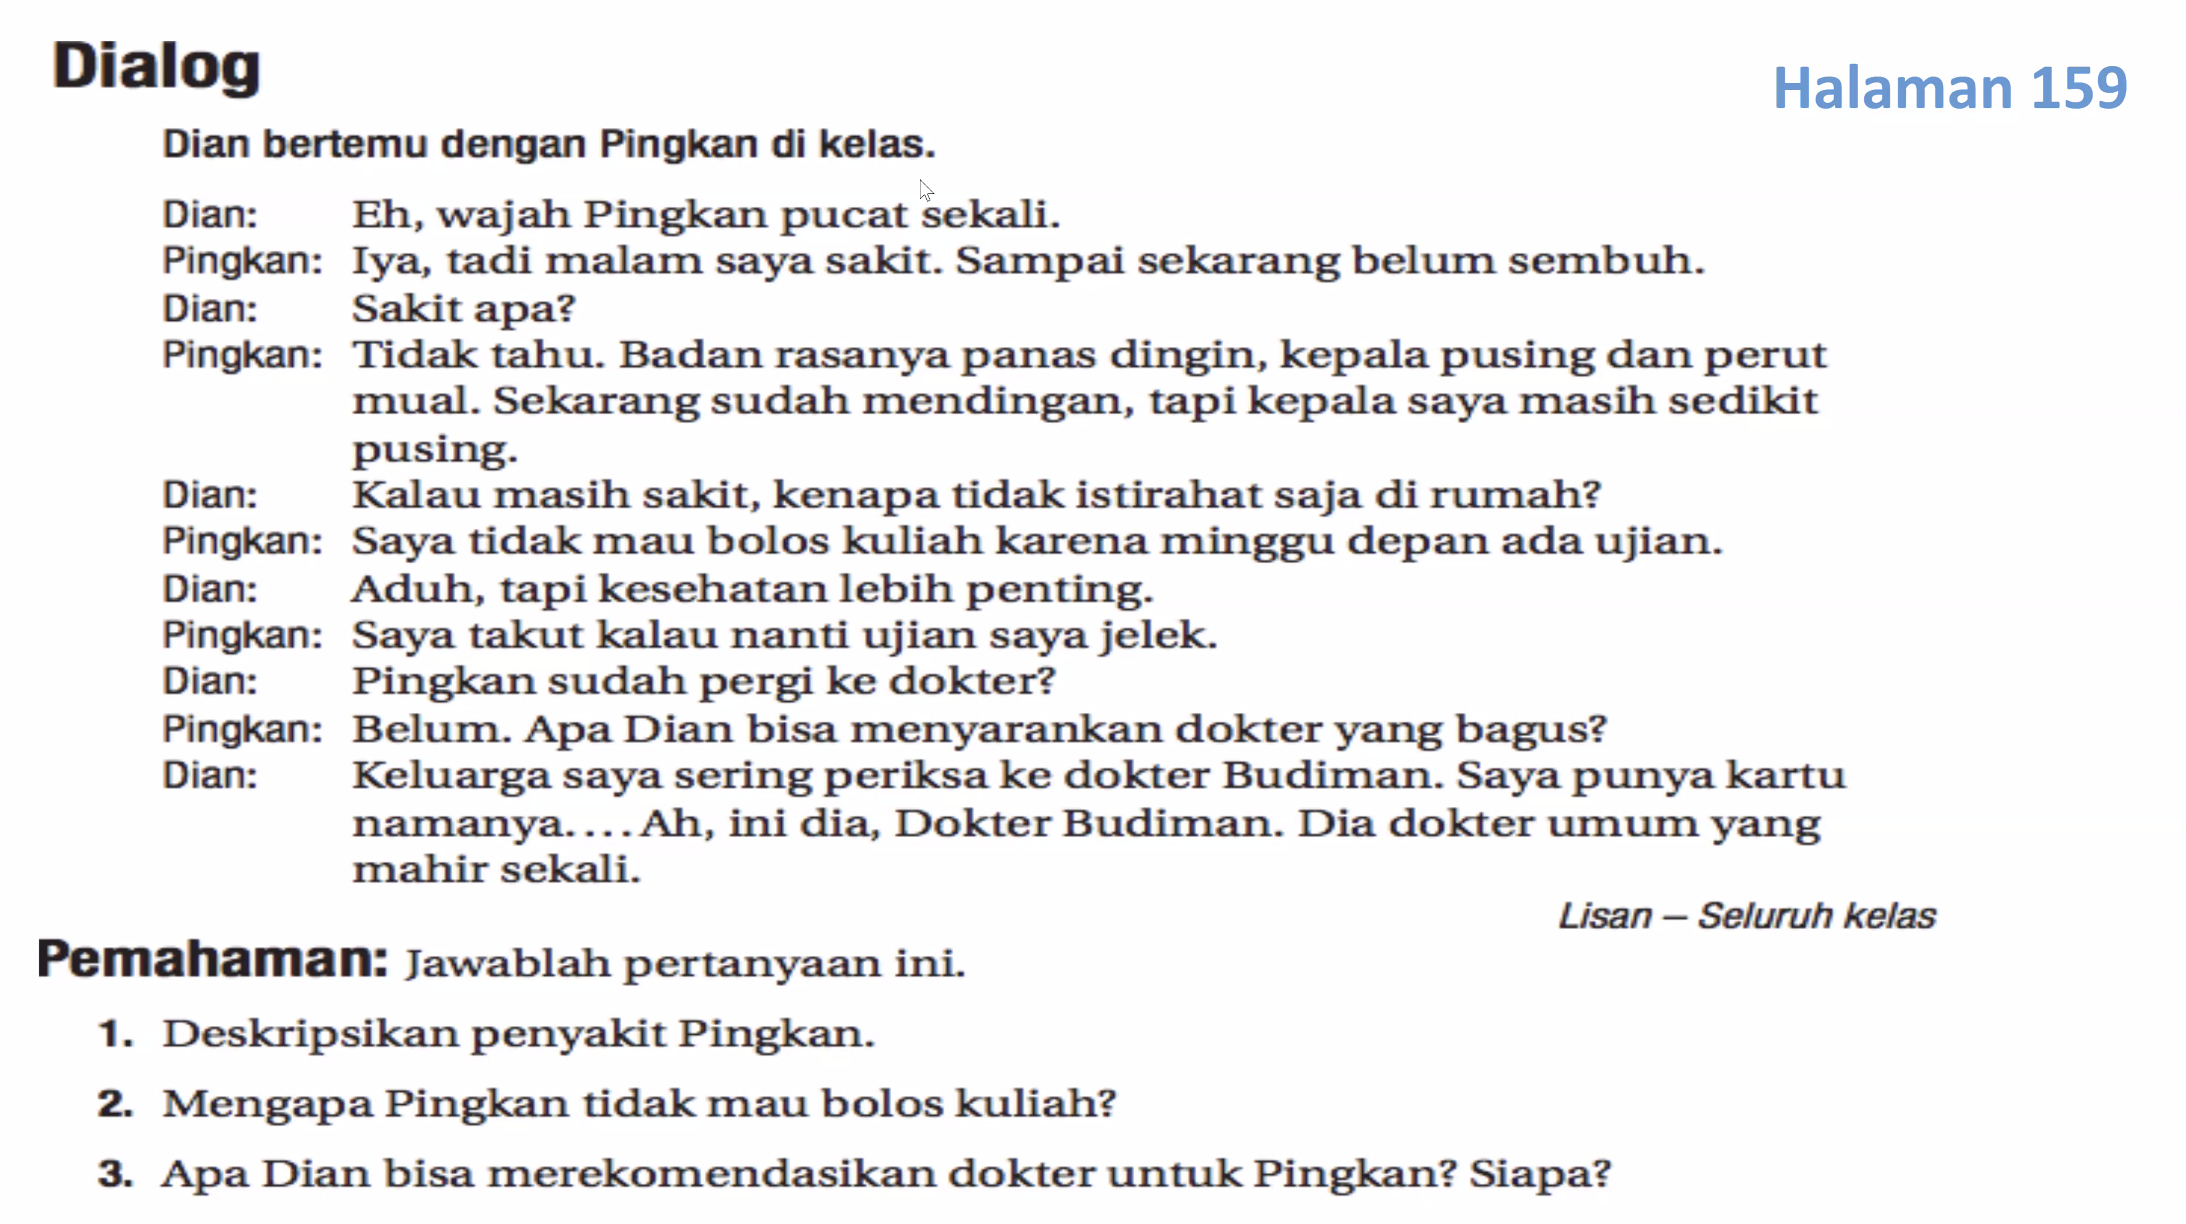 Dialog
Halaman 159
Dian bertemu dengan Pingkan di kelas.
Dian: Eh, wajah Pingkan pucat sekali.
Pingkan: Iya, tadi malam saya sakit. Sampai sekarang belum sembuh.
Dian: Sakit apa?
Pingkan: Tidak tahu. Badan rasanya panas dingin, kepala pusing dan perut
mual. Sekarang sudah mendingan, tapi kepala saya masih sedikit
pusing.
Dian: Kalau masih sakit, kenapa tidak istirahat saja di rumah?
Pingkan: Saya tidak mau bolos kuliah karena minggu depan ada ujian.
Dian: Aduh, tapi kesehatan lebih penting.
Pingkan: Saya takut kalau nanti ujian saya jelek.
Dian: Pingkan sudah pergi ke dokter?
Pingkan: Belum. Apa Dian bisa menyarankan dokter yang bagus?
Dian: Keluarga saya sering periksa ke dokter Budiman. Saya punya kartu
namanya....Ah, ini dia, Dokter Budiman. Dia dokter umum yang
mahir sekali.
Lisan – Seluruh kelas
Pemahaman: Jawablah pertanyaan ini.
1. Deskripsikan penyakit Pingkan.
2. Mengapa Pingkan tidak mau bolos kuliah?
3. Apa Dian bisa merekomendasikan dokter untuk Pingkan? Siapa?